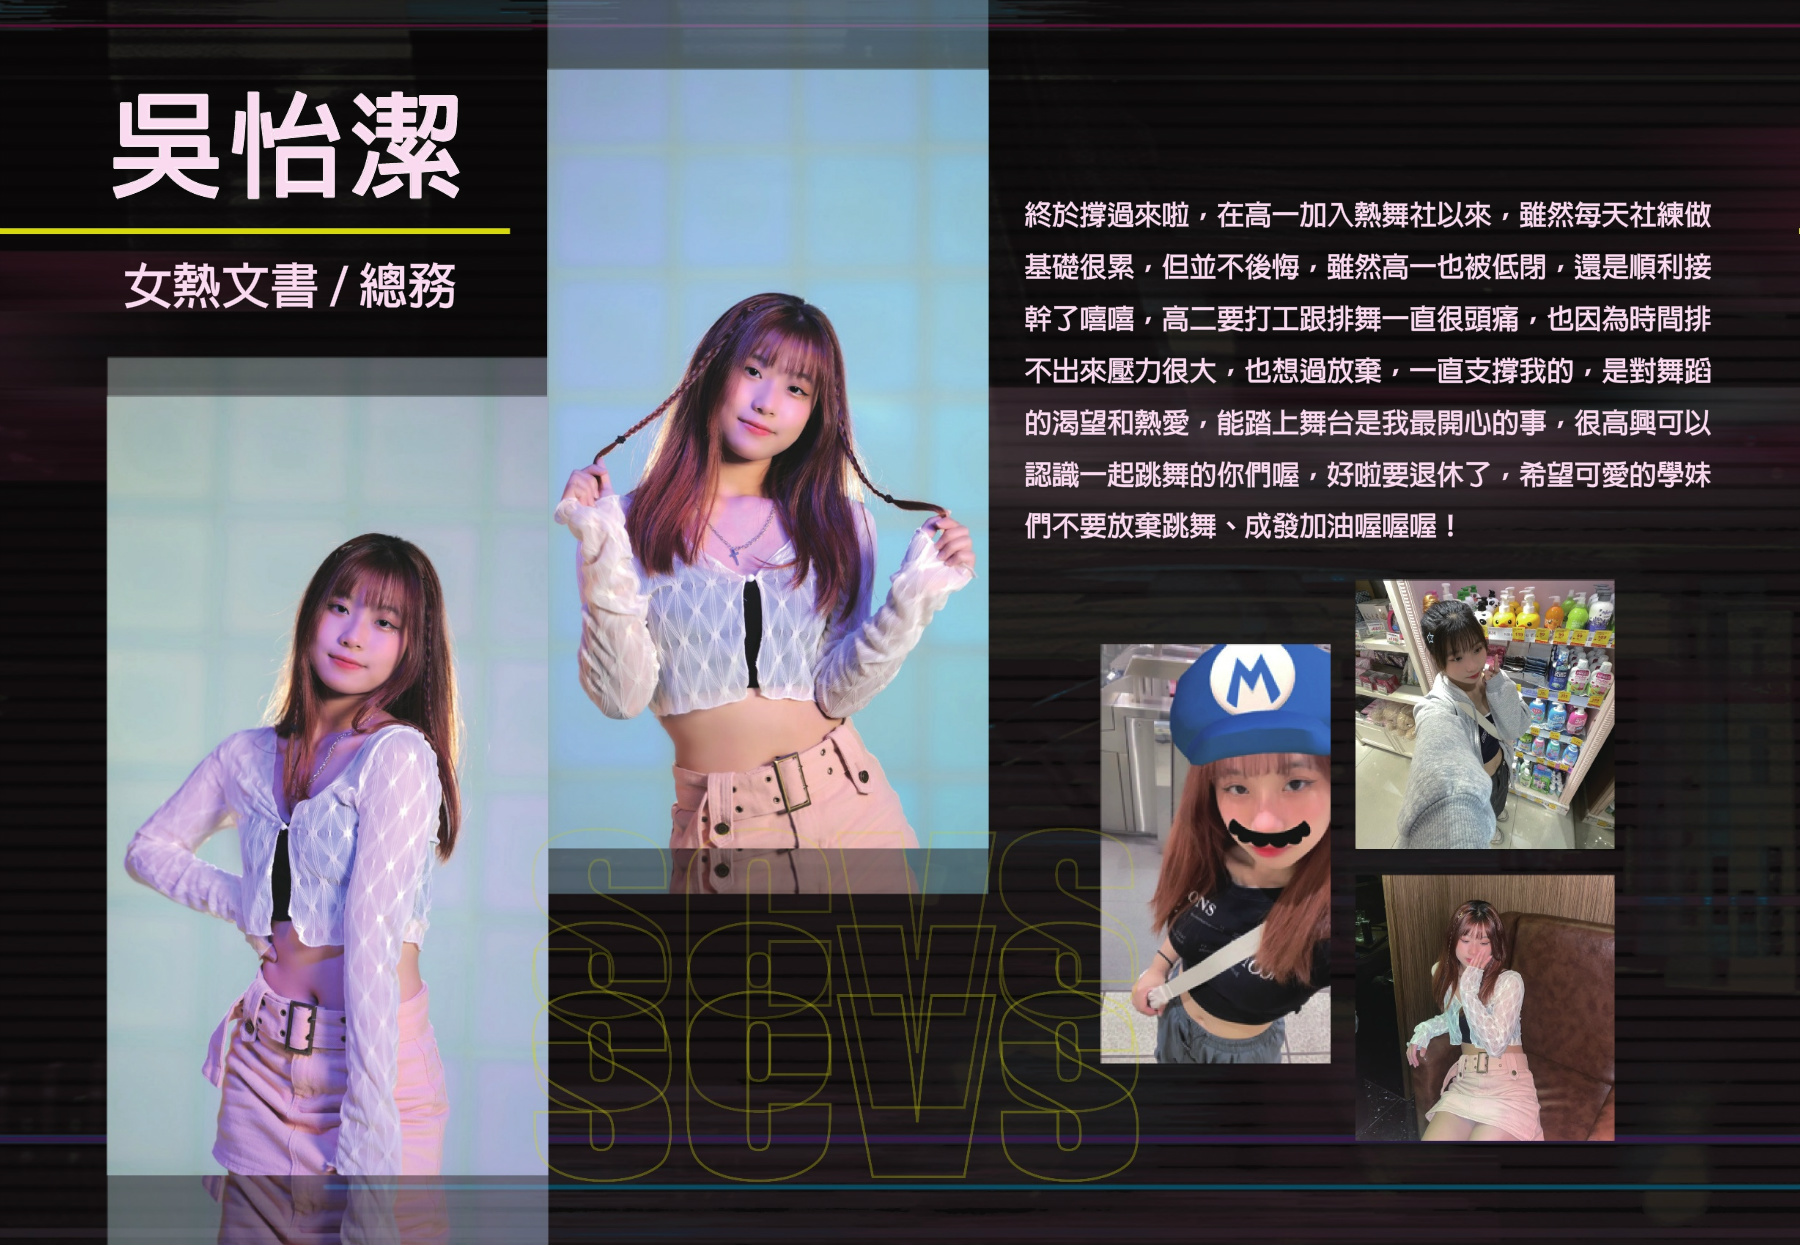 吳怡潔
女熱文書 / 總務
終於撐過來啦，在高一加入熱舞社以來，雖然每天社練做
基礎很累，但並不後悔，雖然高一也被低閉，還是順利接
幹了嘻嘻，高二要打工跟排舞一直很頭痛，也因為時間排
不出來壓力很大，也想過放棄，一直支撐我的，是對舞蹈
的渴望和熱愛，能踏上舞台是我最開心的事，很高興可以
認識一起跳舞的你們喔，好啦要退休了，希望可愛的學妹
們不要放棄跳舞、成發加油喔喔喔！
M
ONS
SCVS
SCVS